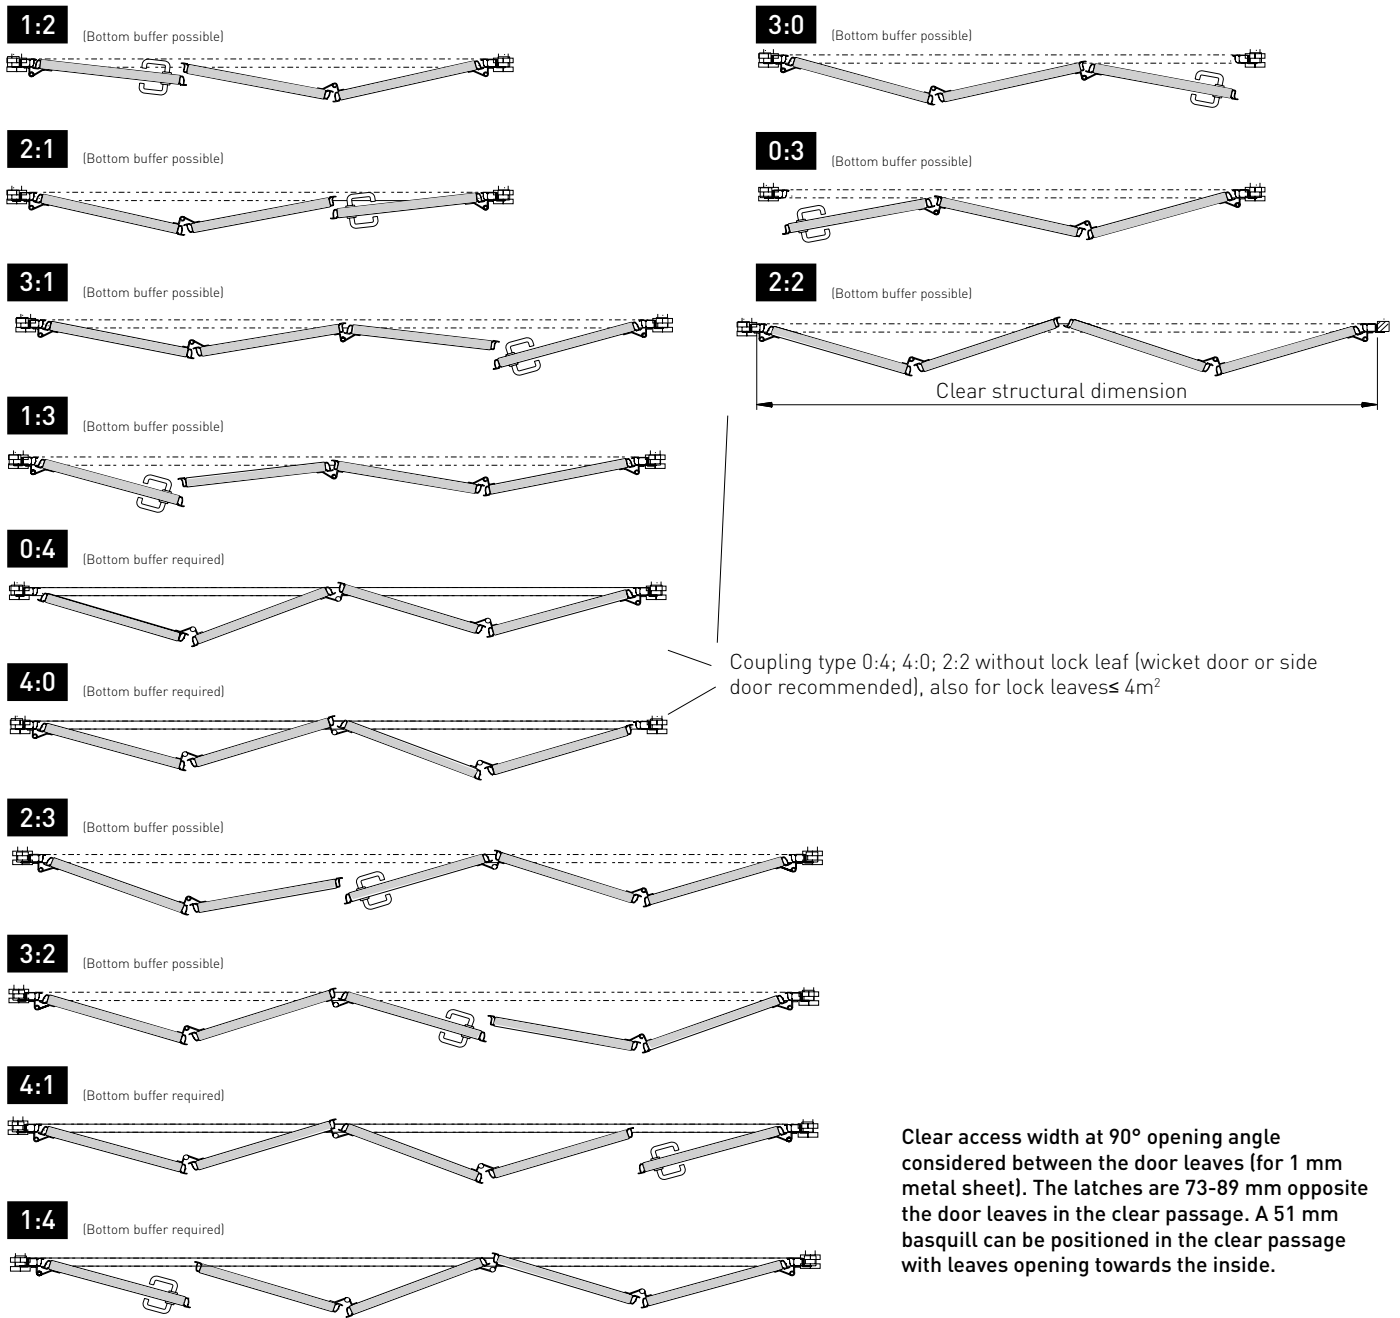 1:2
(Bottom buffer possible)
2:1
(Bottom buffer possible)
3:1
(Bottom buffer possible)
1:3
(Bottom buffer possible)
0:4
(Bottom buffer required)
4:0
(Bottom buffer required)
2:3
(Bottom buffer possible)
3:2
(Bottom buffer possible)
4:1
(Bottom buffer required)
1:4
(Bottom buffer required)
3:0
(Bottom buffer possible)
0:3
(Bottom buffer possible)
2:2
(Bottom buffer possible)
Clear structural dimension
Coupling type 0:4; 4:0; 2:2 without lock leaf (wicket door or side
door recommended), also for lock leaves≤ 4m²
Clear access width at 90° opening angle
considered between the door leaves (for 1 mm
metal sheet). The latches are 73-89 mm opposite
the door leaves in the clear passage. A 51 mm
basquill can be positioned in the clear passage
with leaves opening towards the inside.